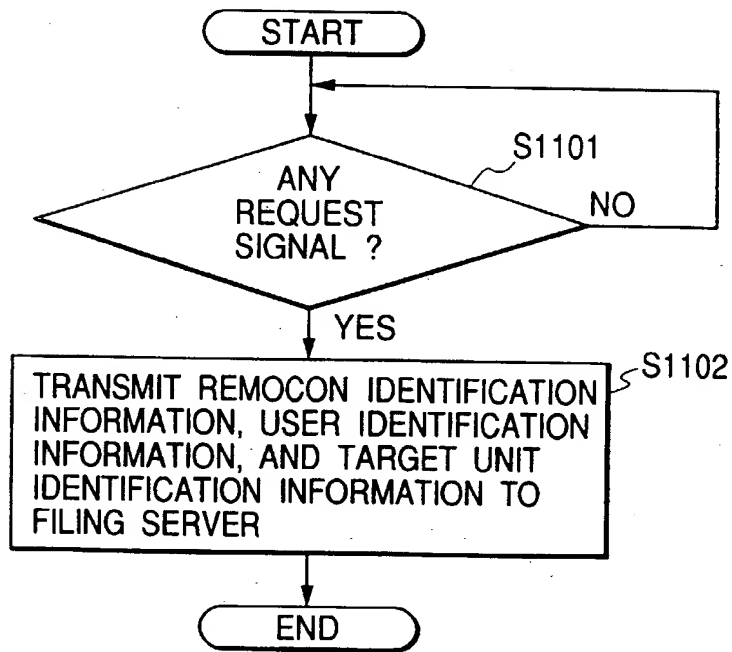 START
S1101
ANY
REQUEST
SIGNAL ?
NO
YES
S1102
TRANSMIT REMOCON IDENTIFICATION
INFORMATION, USER IDENTIFICATION
INFORMATION, AND TARGET UNIT
IDENTIFICATION INFORMATION TO
FILING SERVER
END